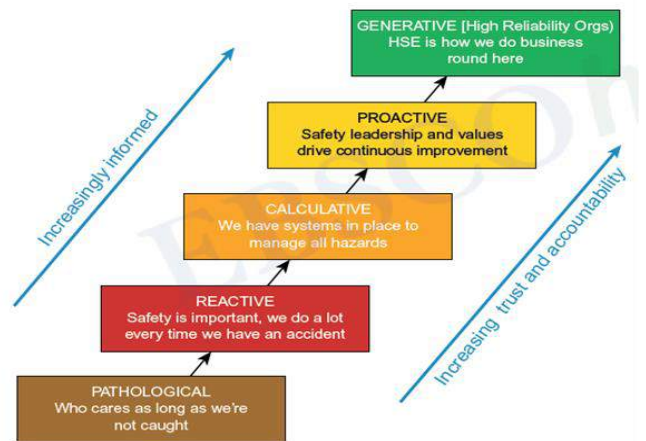 GENERATIVE [High Reliability Orgs)
HSE is how we do business
round here
PROACTIVE
Safety leadership and values
drive continuous improvement
Increasingly informed
CALCULATIVE
We have systems in place to
manage all hazards
Increasing trust and accountability
REACTIVE
Safety is important, we do a lot
every time we have an accident
PATHOLOGICAL
Who cares as long as we're
not caught